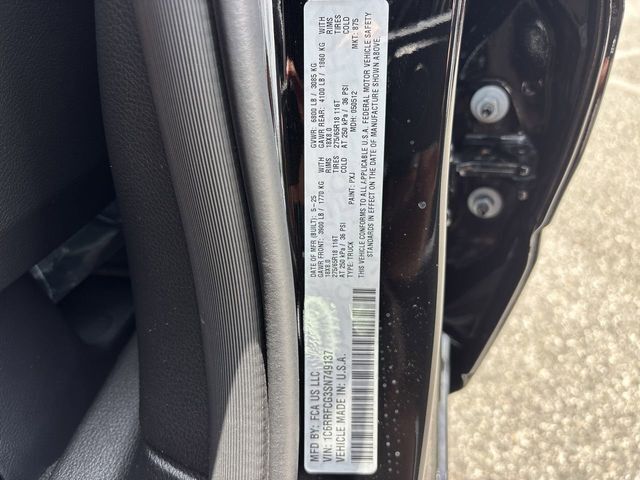 MFD BY: FCA US LLC
DATE OF MFR (BUILT): 5-25
GVWR: 6800 LB / 3085 KG
GAWR FRONT: 3900 LB / 1770 KG WITH
18X8.0 RIMS
275/65R18 116T TIRES
AT 250 kPa / 36 PSI COLD
GAWR REAR: 4100 LB / 1860 KG WITH
18X8.0 RIMS
275/65R18 116T TIRES
AT 250 kPa / 36 PSI COLD
VIN: 1C6RRFCG3SN749137
TYPE: TRUCK
PAINT: PXJ
MDH: 050512
MKT: 875
VEHICLE MADE IN: U.S.A.
THIS VEHICLE CONFORMS TO ALL APPLICABLE U.S.A. FEDERAL MOTOR VEHICLE SAFETY
STANDARDS IN EFFECT ON THE DATE OF MANUFACTURE SHOWN ABOVE.